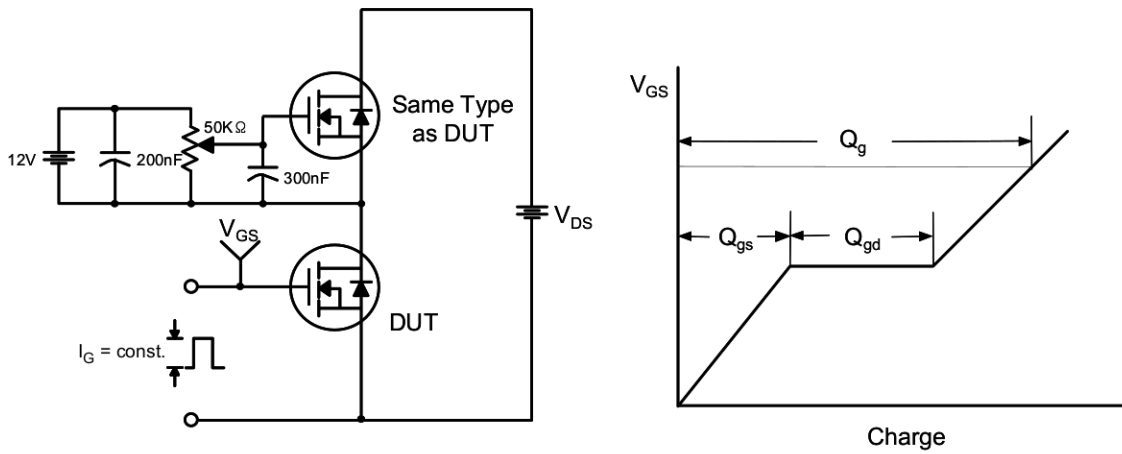 12V
200nF
50KΩ
300nF
Same Type
as DUT
V_DS
V_GS
DUT
I_G = const.
V_GS
Q_g
Q_gs
Q_gd
Charge